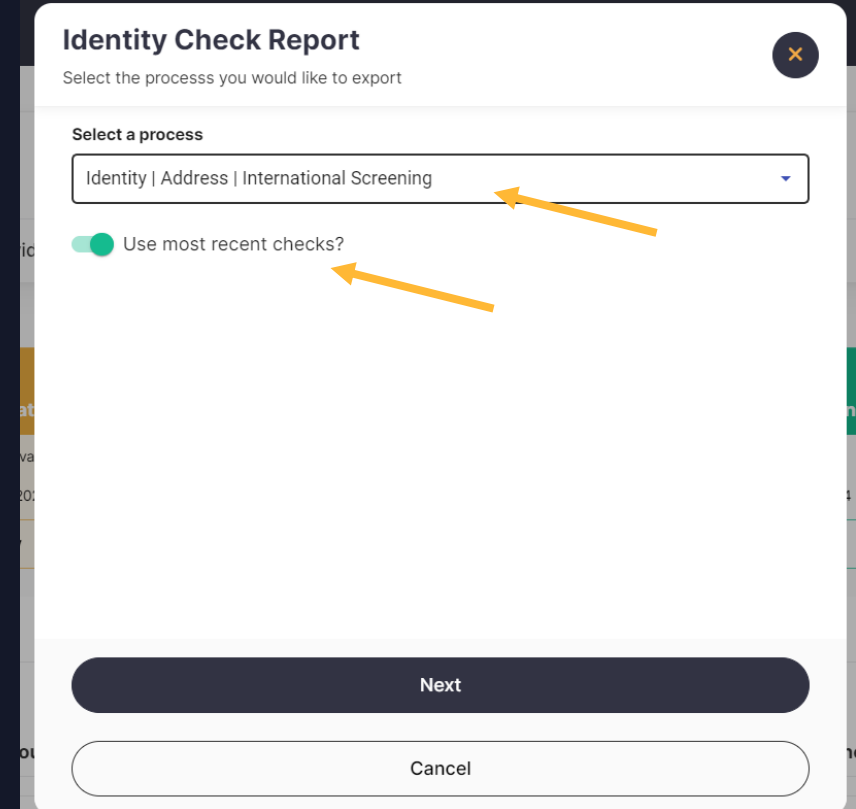 Identity Check Report
Select the processs you would like to export
Select a process
Identity | Address | International Screening
Use most recent checks?
Next
Cancel